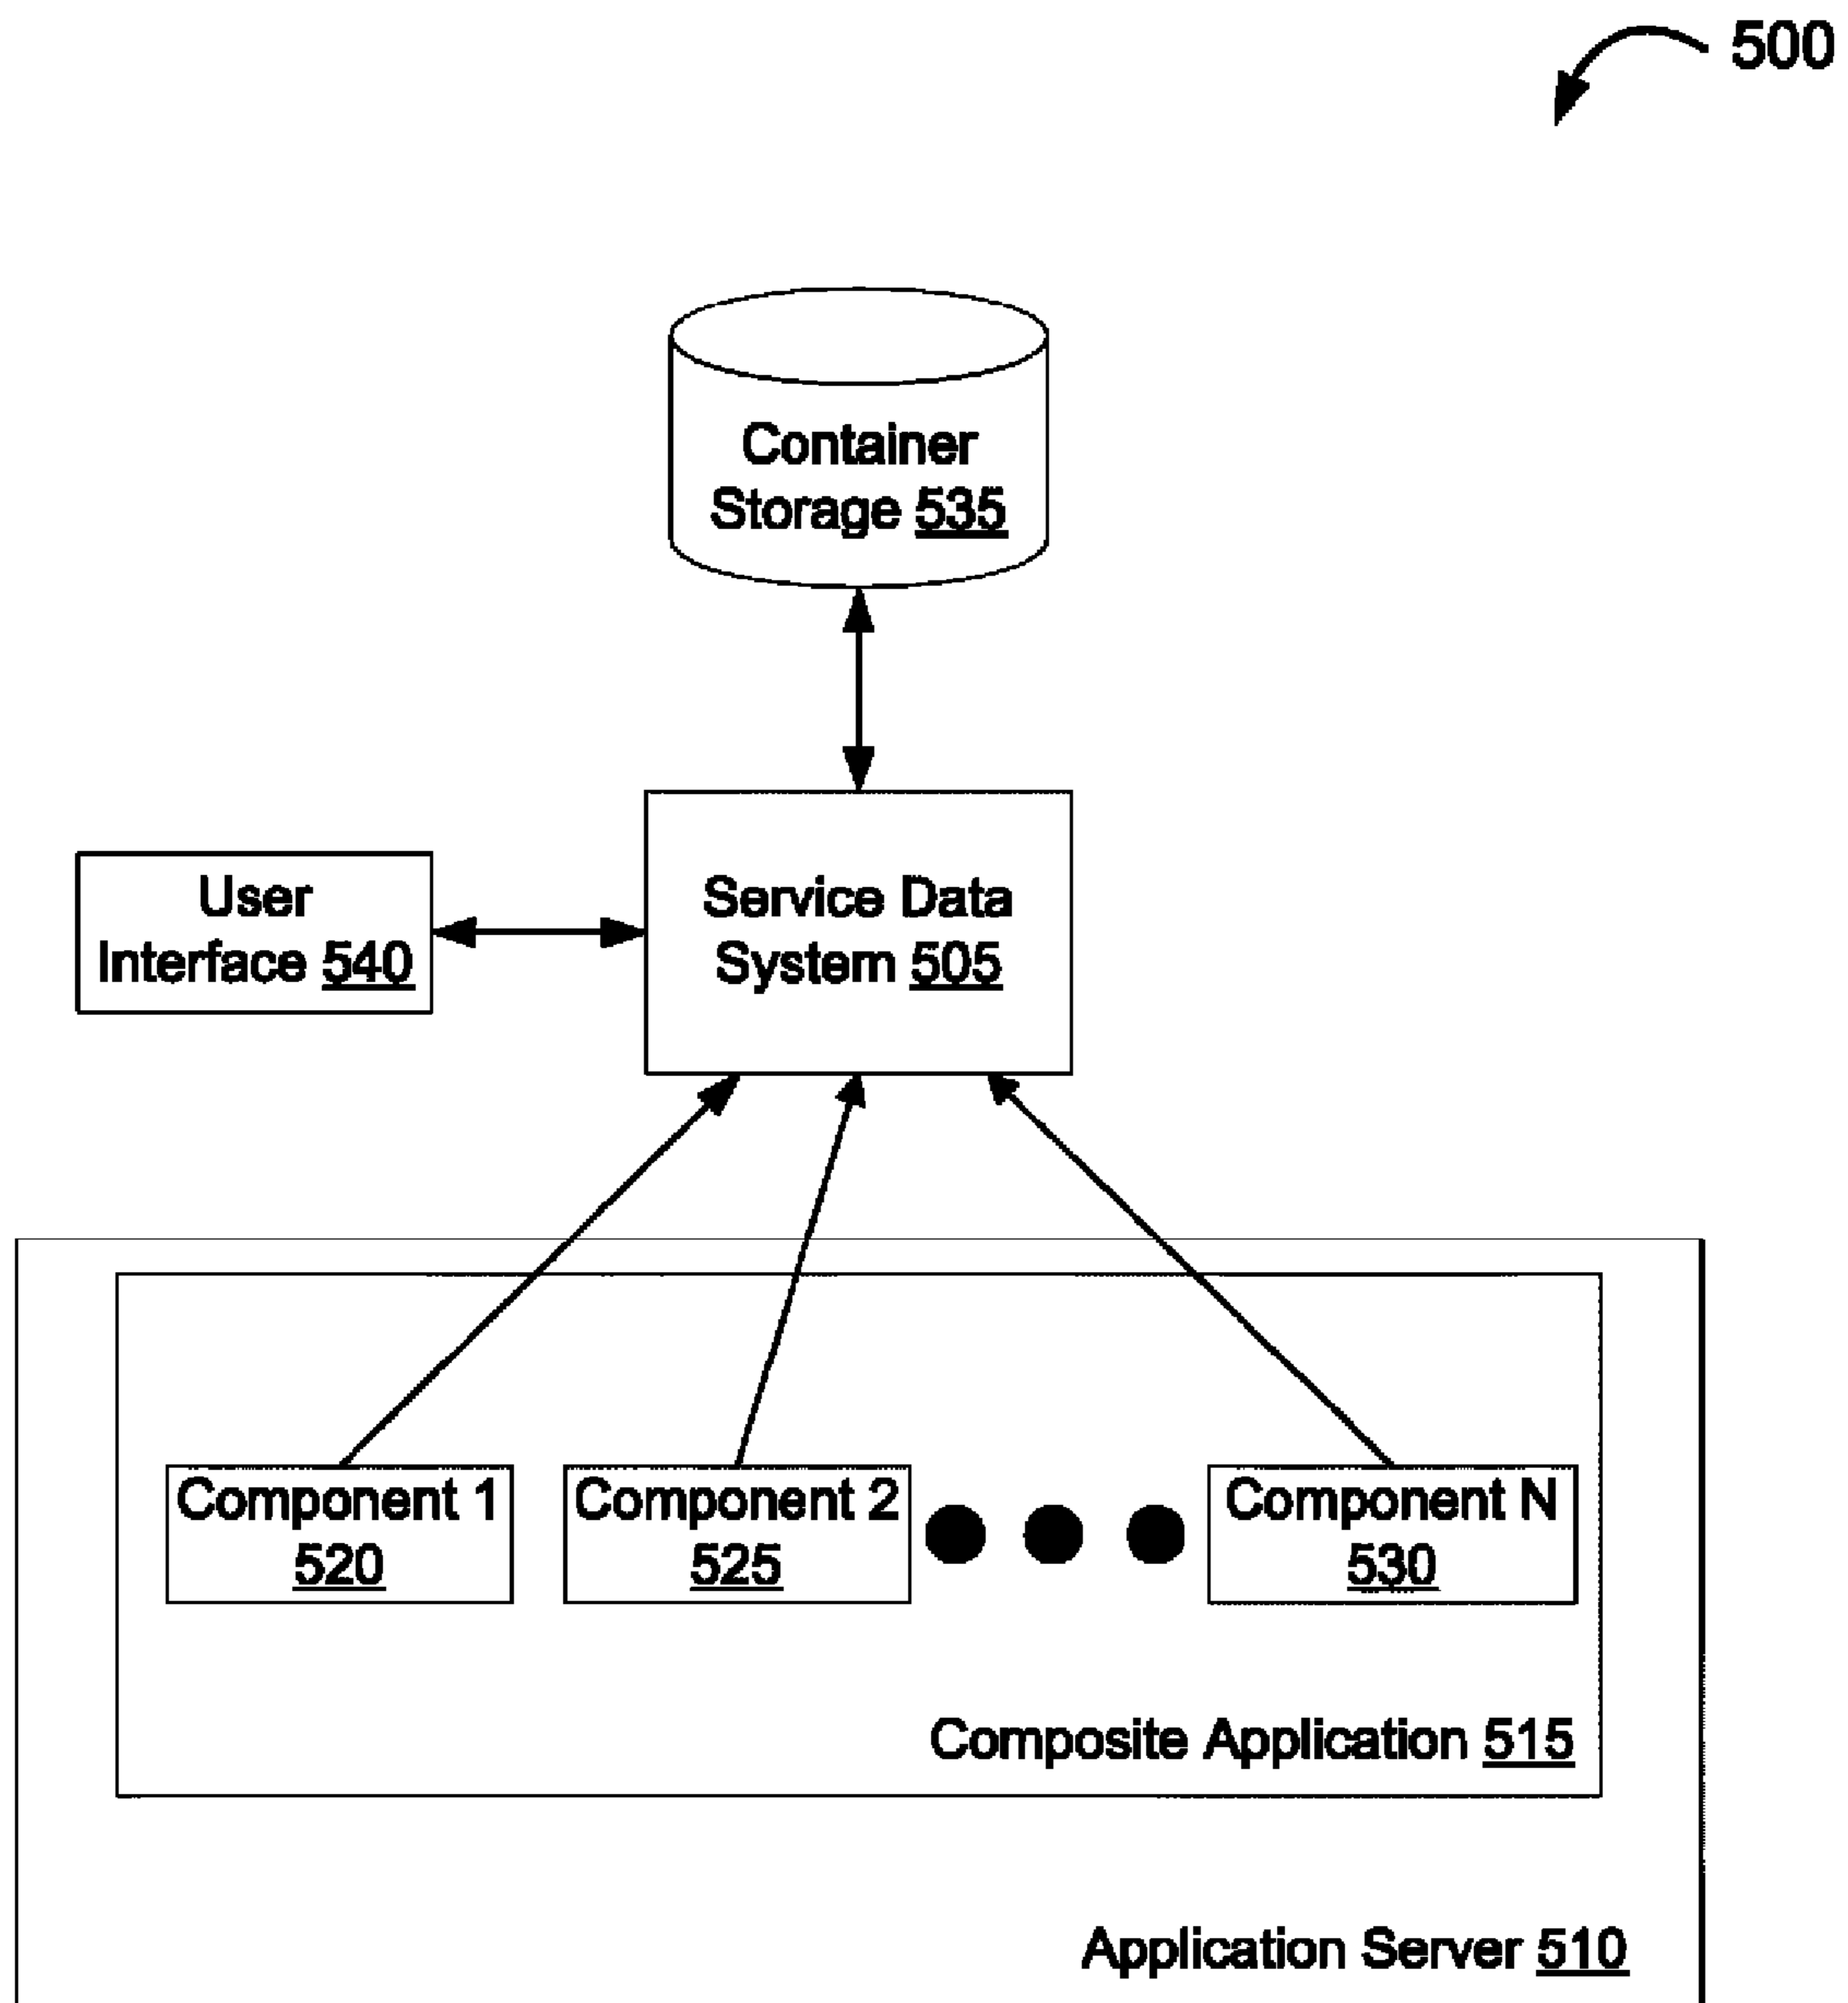 500
Container
Storage 535
User
Interface 540
Service Data
System 505
Component 1
520
Component 2
525
Component N
530
Composite Application 515
Application Server 510